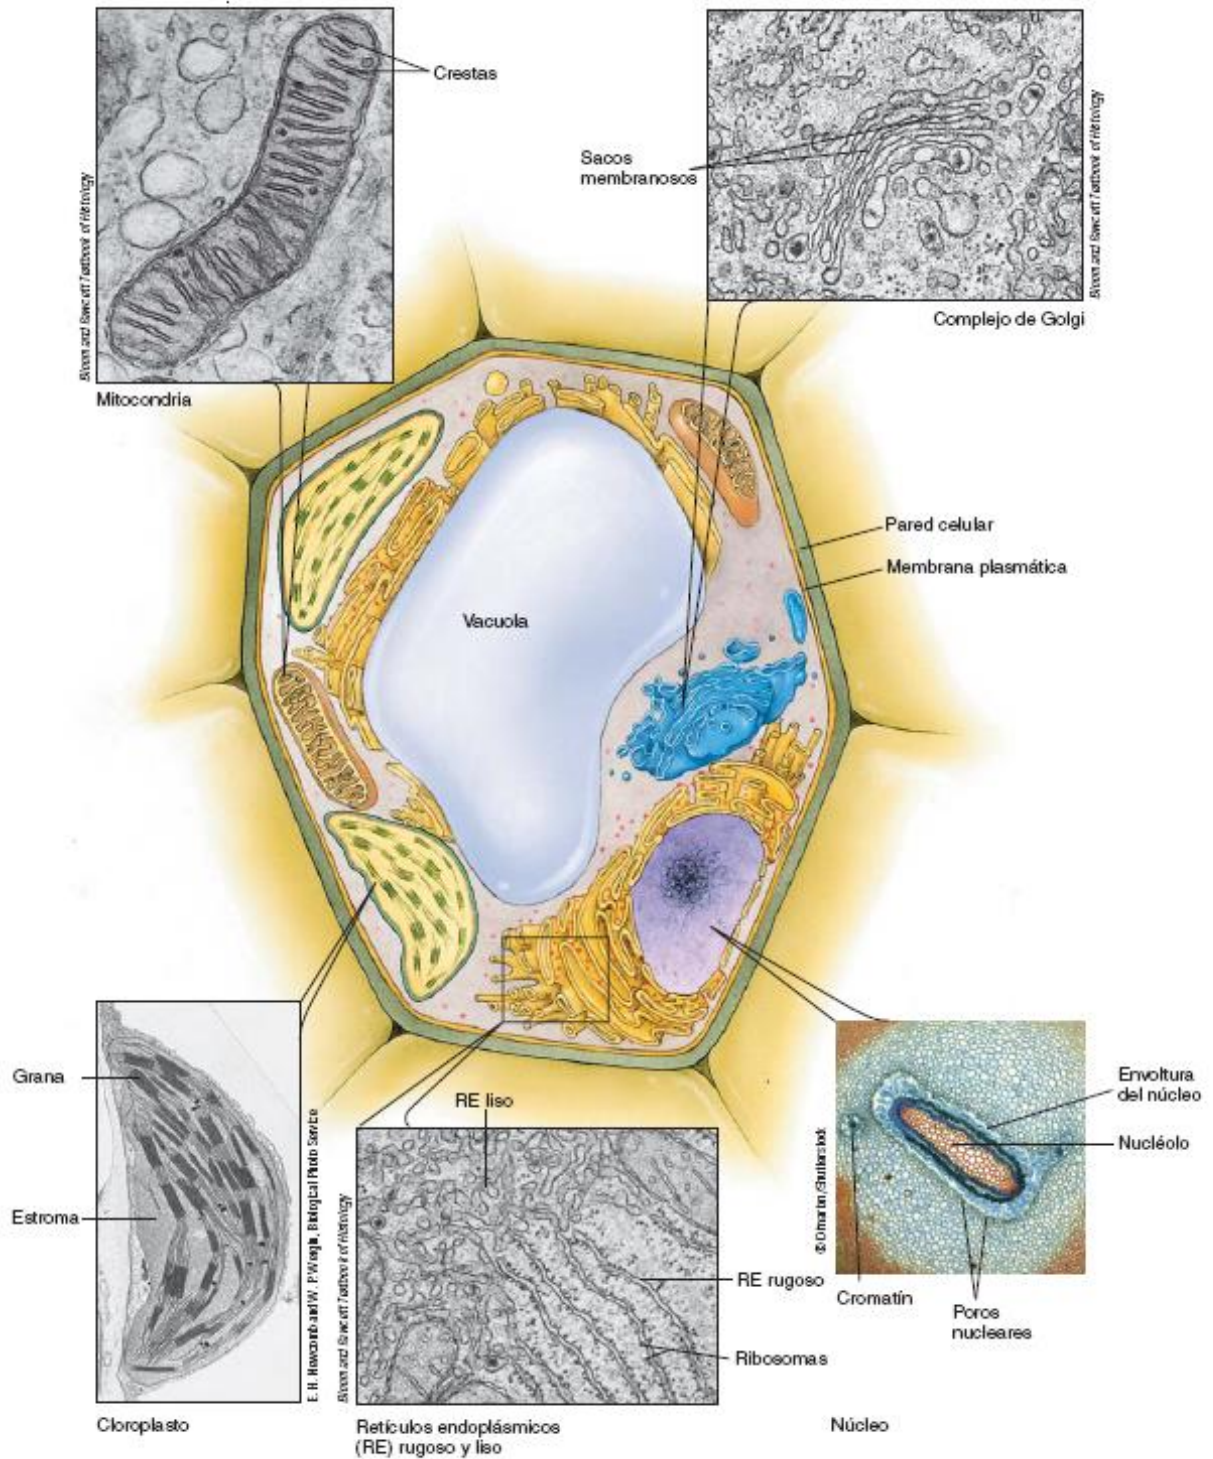 Crestas
Bloom and Fawcett Textbook of Histology
Mitocondria
Sacos
membranosos
Bloom and Fawcett Textbook of Histology
Complejo de Golgi
Pared celular
Membrana plasmática
Vacuola
Grana
Estroma
E. H. Newcomb and W. P. Wergin, Biological Photo Service
Cloroplasto
RE liso
Bloom and Fawcett Textbook of Histology
RE rugoso
Ribosomas
Retículos endoplásmicos
(RE) rugoso y liso
Envoltura
del núcleo
Nucléolo
Cromatín
Poros
nucleares
Núcleo